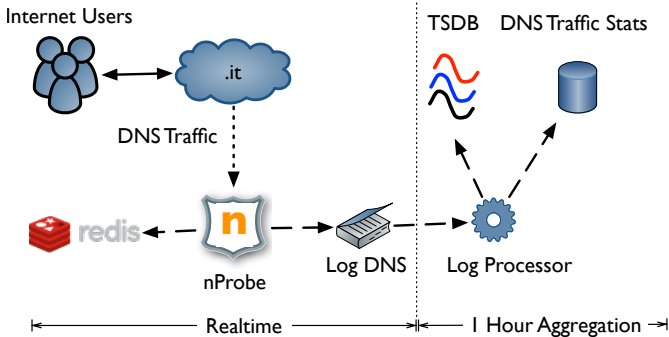 Internet Users
TSDB
DNS Traffic Stats
.it
DNS Traffic
redis
n
nProbe
Log DNS
Log Processor
Realtime
1 Hour Aggregation